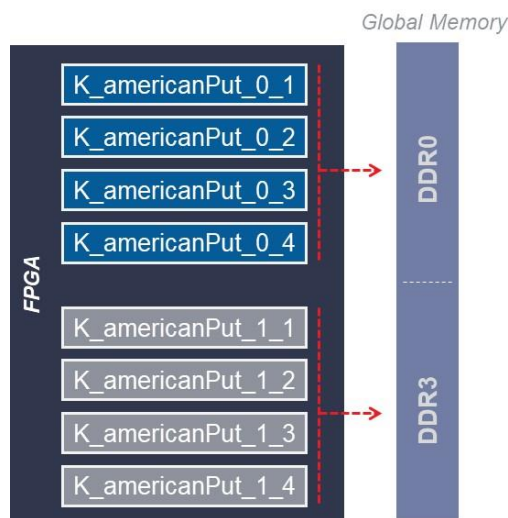 Global Memory
K_americanPut_0_1
K_americanPut_0_2
K_americanPut_0_3
K_americanPut_0_4
DDR0
FPGA
K_americanPut_1_1
K_americanPut_1_2
K_americanPut_1_3
K_americanPut_1_4
DDR3